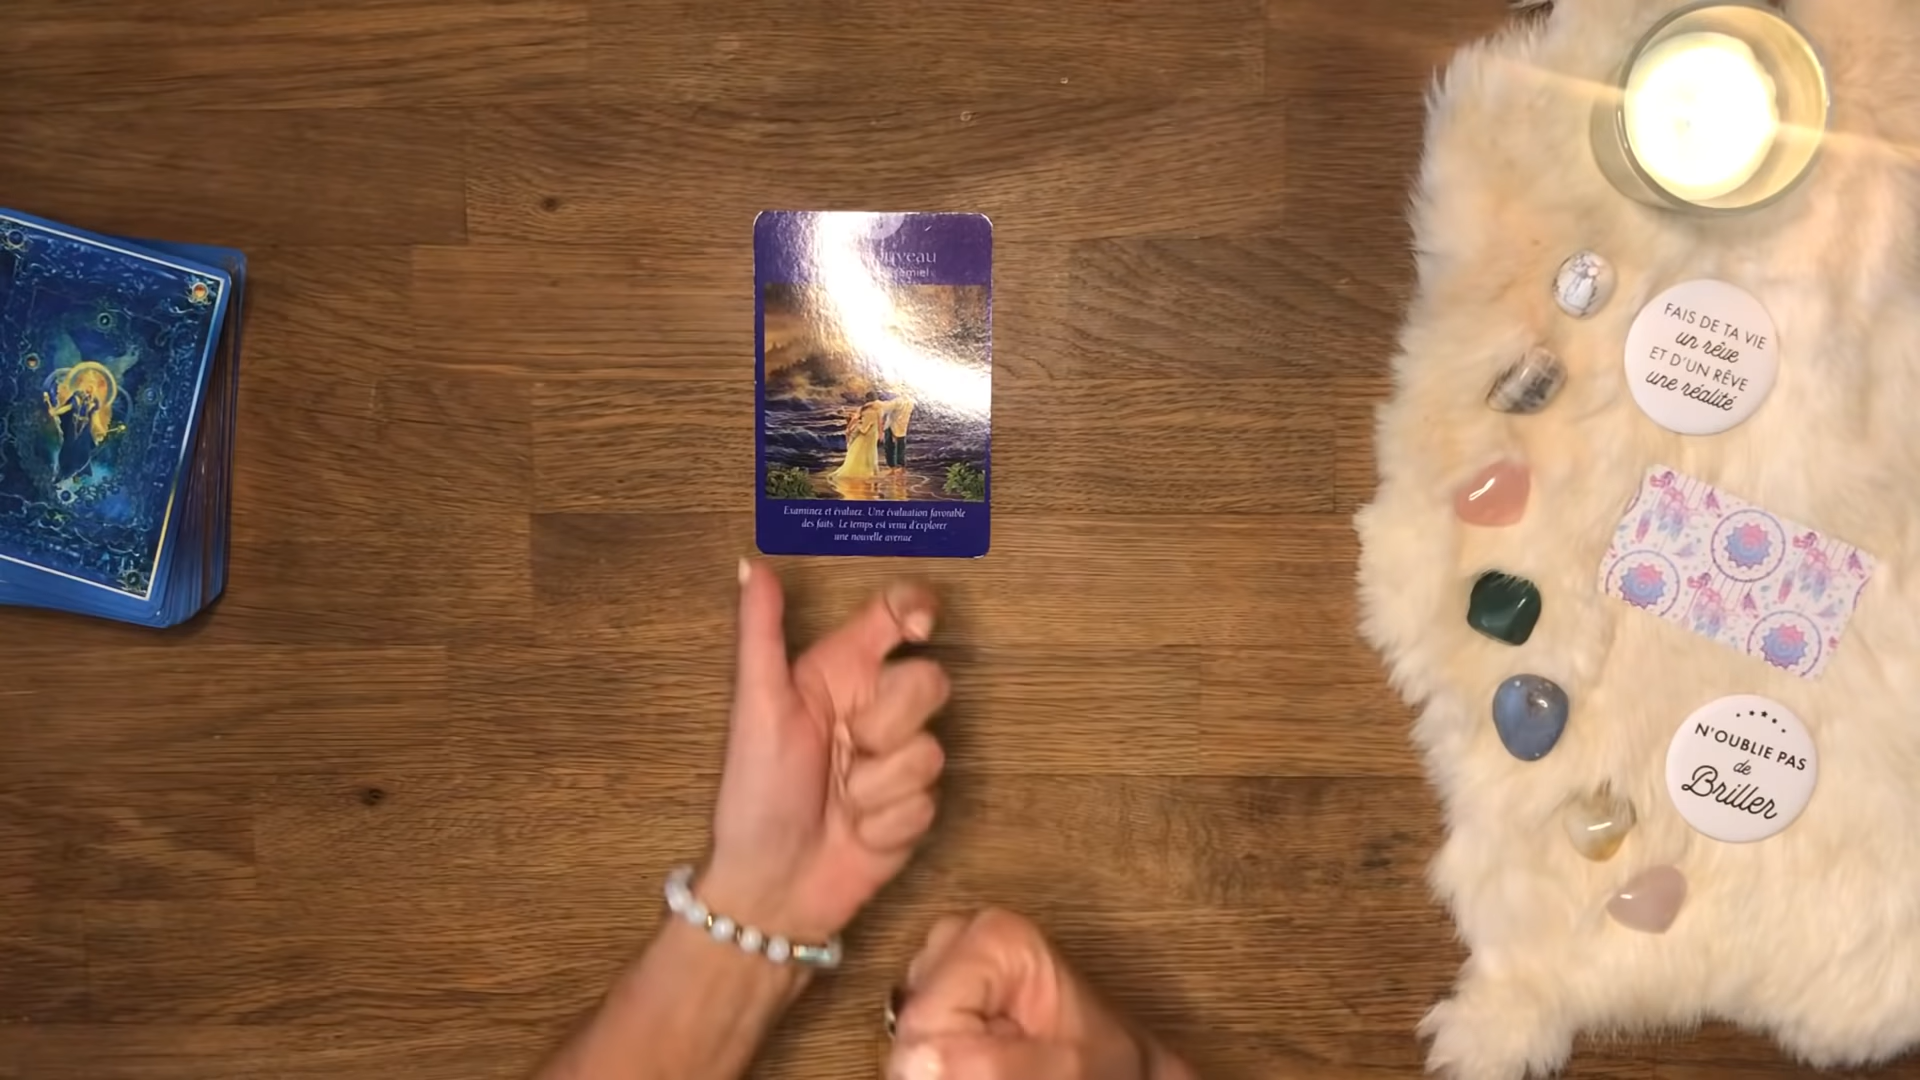 Examinez et évaluez. Une évaluation favorable
des faits. Le temps est venu d'explorer
une nouvelle avenue
FAIS DE TA VIE
un rêve
ET D'UN RÊVE
une réalité
N'OUBLIE PAS
de
Briller